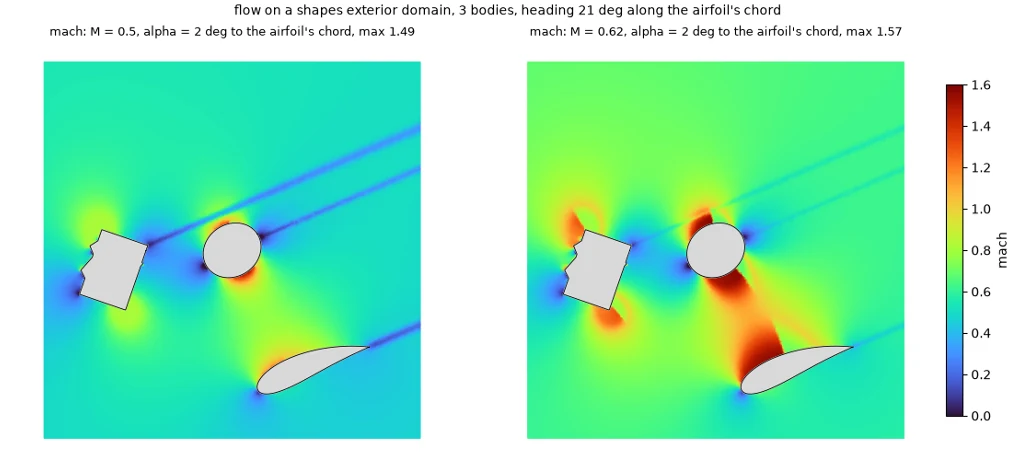 flow on a shapes exterior domain, 3 bodies, heading 21 deg along the airfoil's chord
mach: M = 0.5, alpha = 2 deg to the airfoil's chord, max 1.49
mach: M = 0.62, alpha = 2 deg to the airfoil's chord, max 1.57
1.6
1.4
1.2
1.0
0.8
0.6
0.4
0.2
0.0
mach